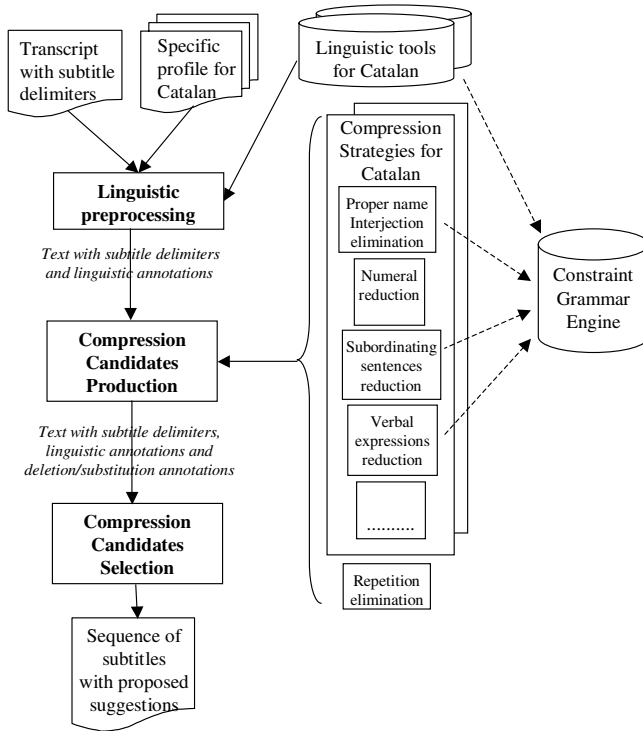 Transcript
with subtitle
delimiters
Specific
profile for
Catalan
Linguistic tools
for Catalan
Linguistic
preprocessing
Text with subtitle delimiters
and linguistic annotations
Compression
Candidates
Production
Text with subtitle delimiters,
linguistic annotations and
deletion/substitution annotations
Compression
Candidates
Selection
Sequence of
subtitles
with proposed
suggestions
Compression
Strategies for
Catalan
Proper name
Interjection
elimination
Numeral
reduction
Subordinating
sentences
reduction
Verbal
expressions
reduction
..........
Repetition
elimination
Constraint
Grammar
Engine